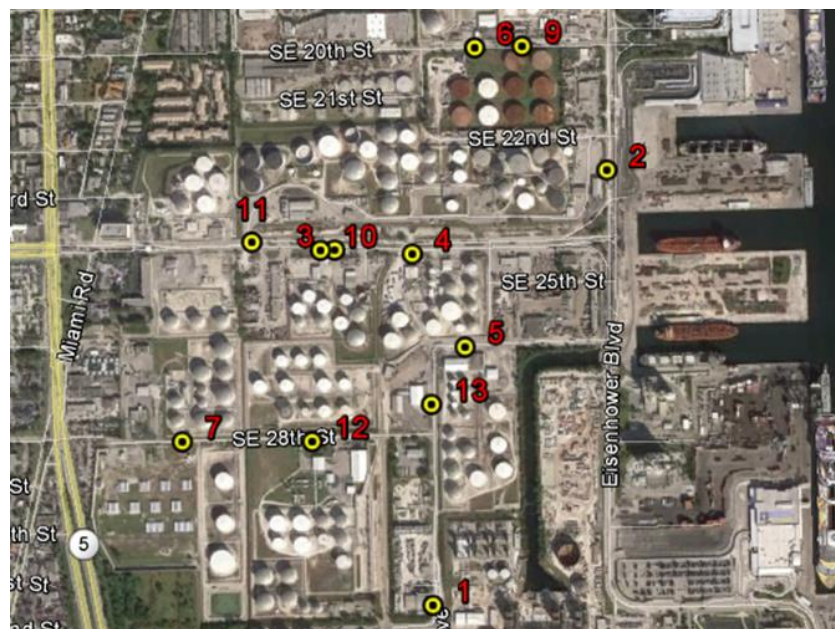 6 9
SE 20th St
SE 21st St
SE 22nd St
2
rd St
11
3 10 4
SE 25th St
Miami Rd
5
Eisenhower Blvd
13
7
SE 28th St
12
St
th St
5
st St
1
ve
nd St